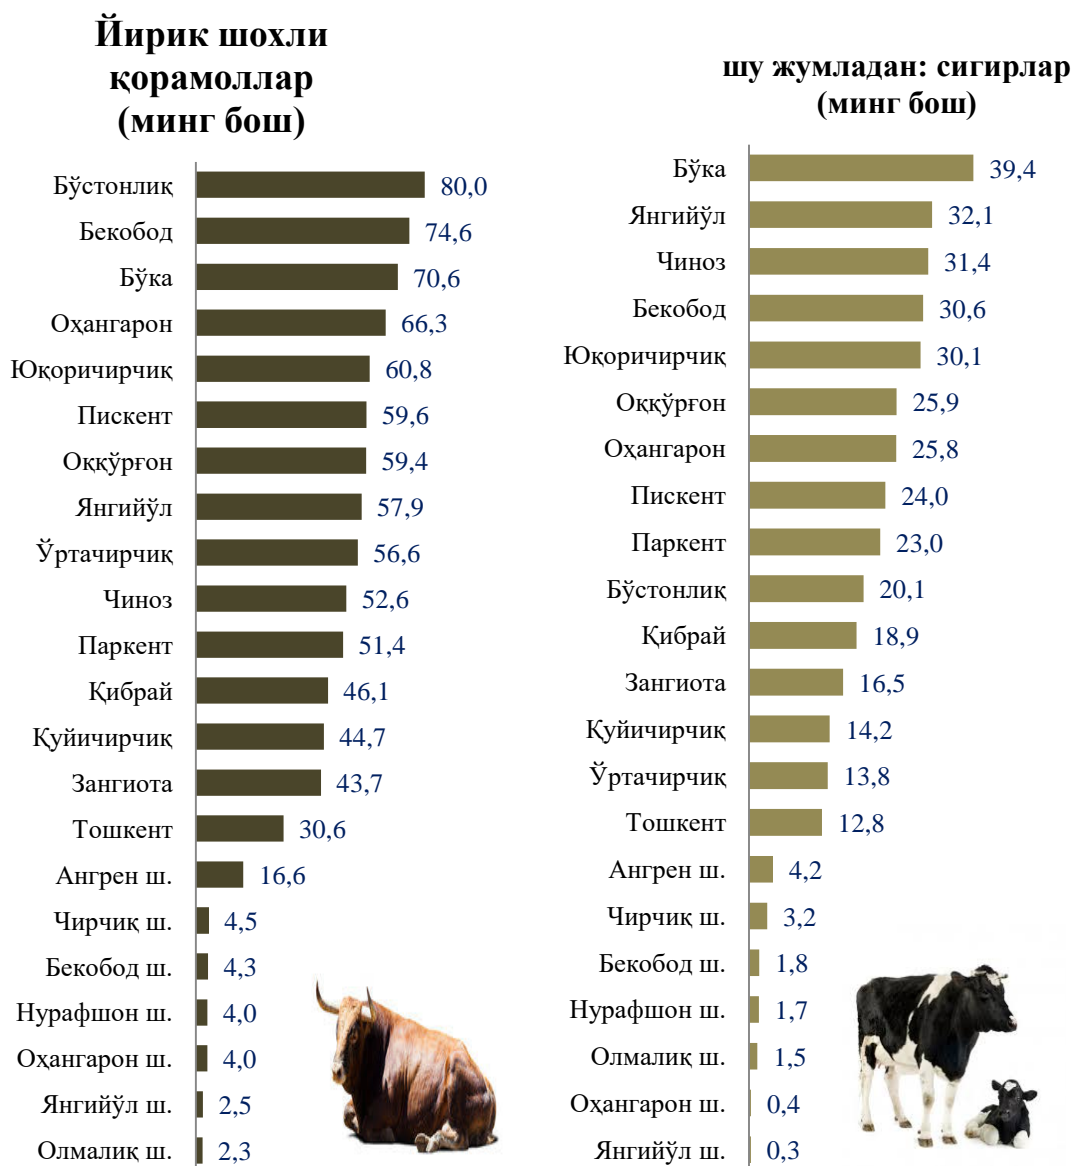 Йирик шохли
қорамоллар
(минг бош)
Бўстонлиқ 80,0
Бекобод 74,6
Бўка 70,6
Оҳангарон 66,3
Юқоричирчиқ 60,8
Пискент 59,6
Оққўрғон 59,4
Янгийўл 57,9
Ўртачирчиқ 56,6
Чиноз 52,6
Паркент 51,4
Қибрай 46,1
Қуйичирчиқ 44,7
Зангиота 43,7
Тошкент 30,6
Ангрен ш. 16,6
Чирчиқ ш. 4,5
Бекобод ш. 4,3
Нурафшон ш. 4,0
Оҳангарон ш. 4,0
Янгийўл ш. 2,5
Олмалиқ ш. 2,3
шу жумладан: сигирлар
(минг бош)
Бўка 39,4
Янгийўл 32,1
Чиноз 31,4
Бекобод 30,6
Юқоричирчиқ 30,1
Оққўрғон 25,9
Оҳангарон 25,8
Пискент 24,0
Паркент 23,0
Бўстонлиқ 20,1
Қибрай 18,9
Зангиота 16,5
Қуйичирчиқ 14,2
Ўртачирчиқ 13,8
Тошкент 12,8
Ангрен ш. 4,2
Чирчиқ ш. 3,2
Бекобод ш. 1,8
Нурафшон ш. 1,7
Олмалиқ ш. 1,5
Оҳангарон ш. 0,4
Янгийўл ш. 0,3